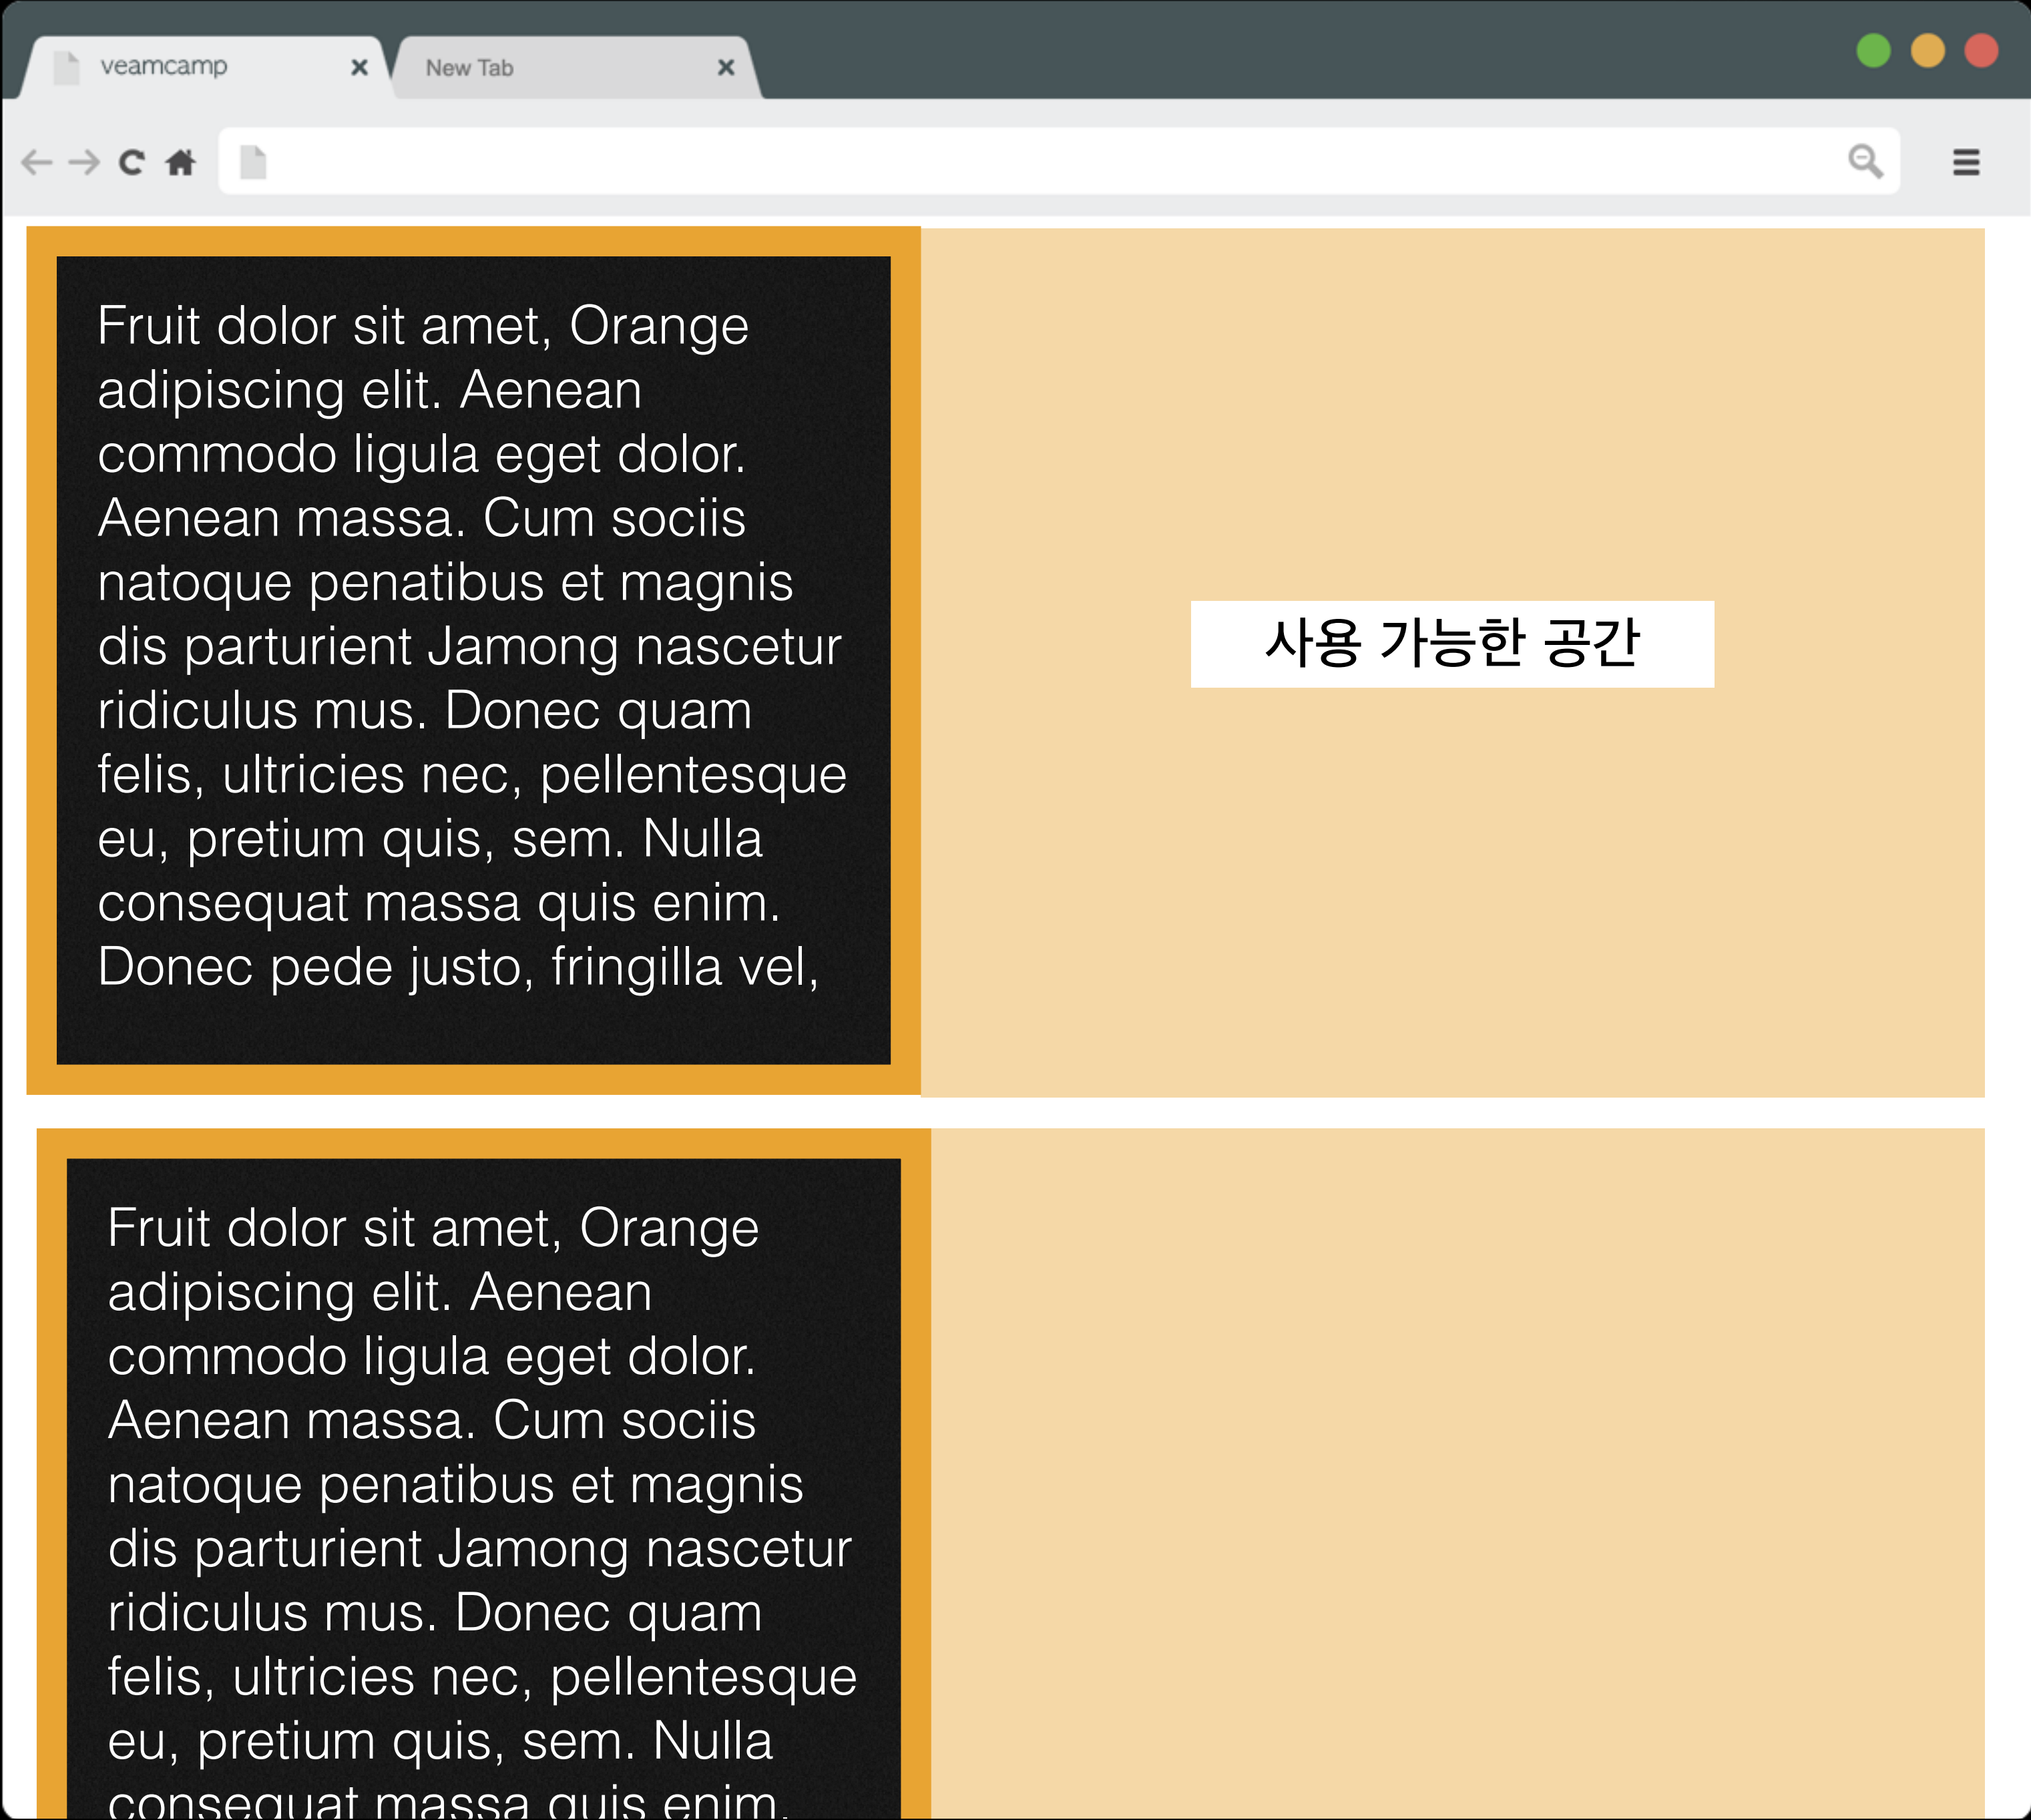 veamcamp
New Tab
Fruit dolor sit amet, Orange
adipiscing elit. Aenean
commodo ligula eget dolor.
Aenean massa. Cum sociis
natoque penatibus et magnis
dis parturient Jamong nascetur
ridiculus mus. Donec quam
felis, ultricies nec, pellentesque
eu, pretium quis, sem. Nulla
consequat massa quis enim.
Donec pede justo, fringilla vel,
사용 가능한 공간
Fruit dolor sit amet, Orange
adipiscing elit. Aenean
commodo ligula eget dolor.
Aenean massa. Cum sociis
natoque penatibus et magnis
dis parturient Jamong nascetur
ridiculus mus. Donec quam
felis, ultricies nec, pellentesque
eu, pretium quis, sem. Nulla
consequat massa quis enim.